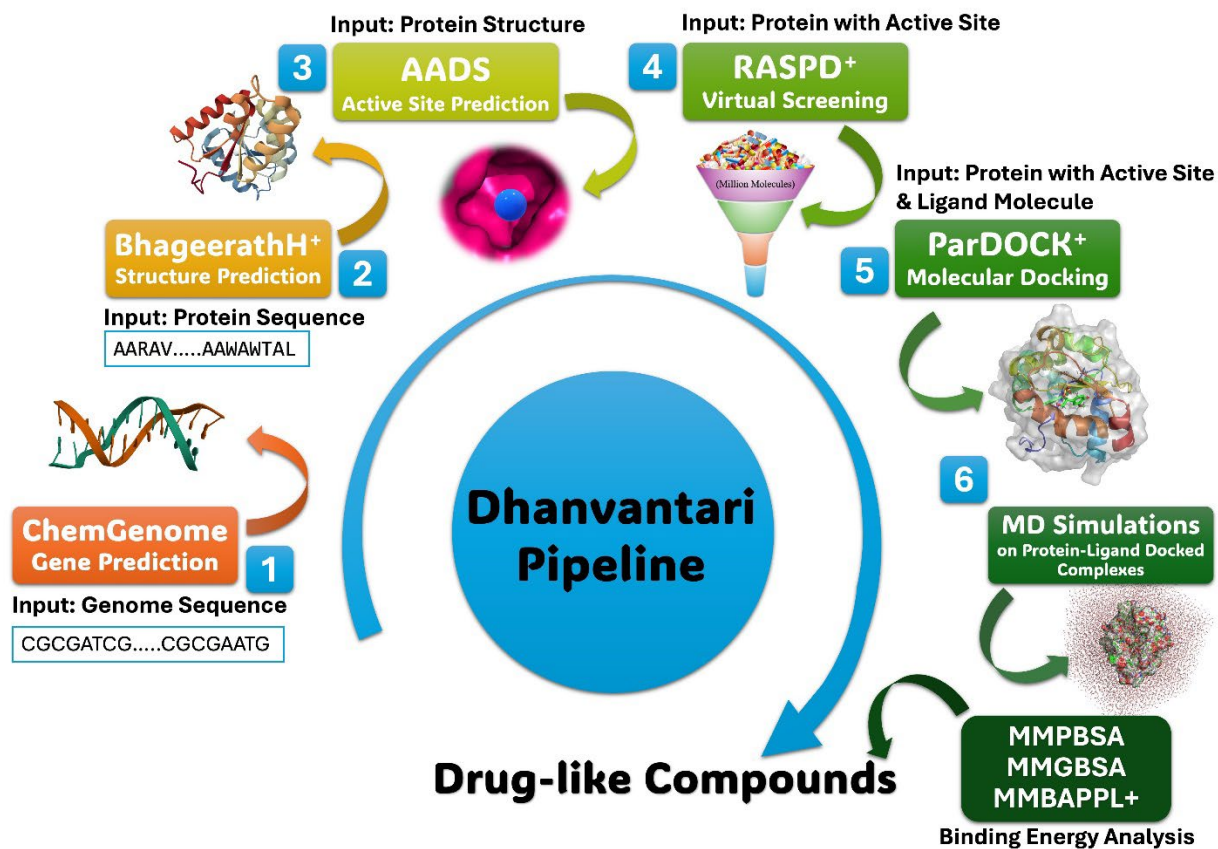 Input: Genome Sequence
CGCGATCG.....CGCGAATG
ChemGenome
Gene Prediction
1
BhageerathH⁺
Structure Prediction
2
Input: Protein Sequence
AARAV.....AAWAWTAL
Input: Protein Structure
3
AADS
Active Site Prediction
Input: Protein with Active Site
4
RASPD⁺
Virtual Screening
(Million Molecules)
Input: Protein with Active Site
& Ligand Molecule
5
ParDOCK⁺
Molecular Docking
6
MD Simulations
on Protein-Ligand Docked
Complexes
MMPBSA
MMGBSA
MMBAPPL+
Binding Energy Analysis
Dhanvantari
Pipeline
Drug-like Compounds